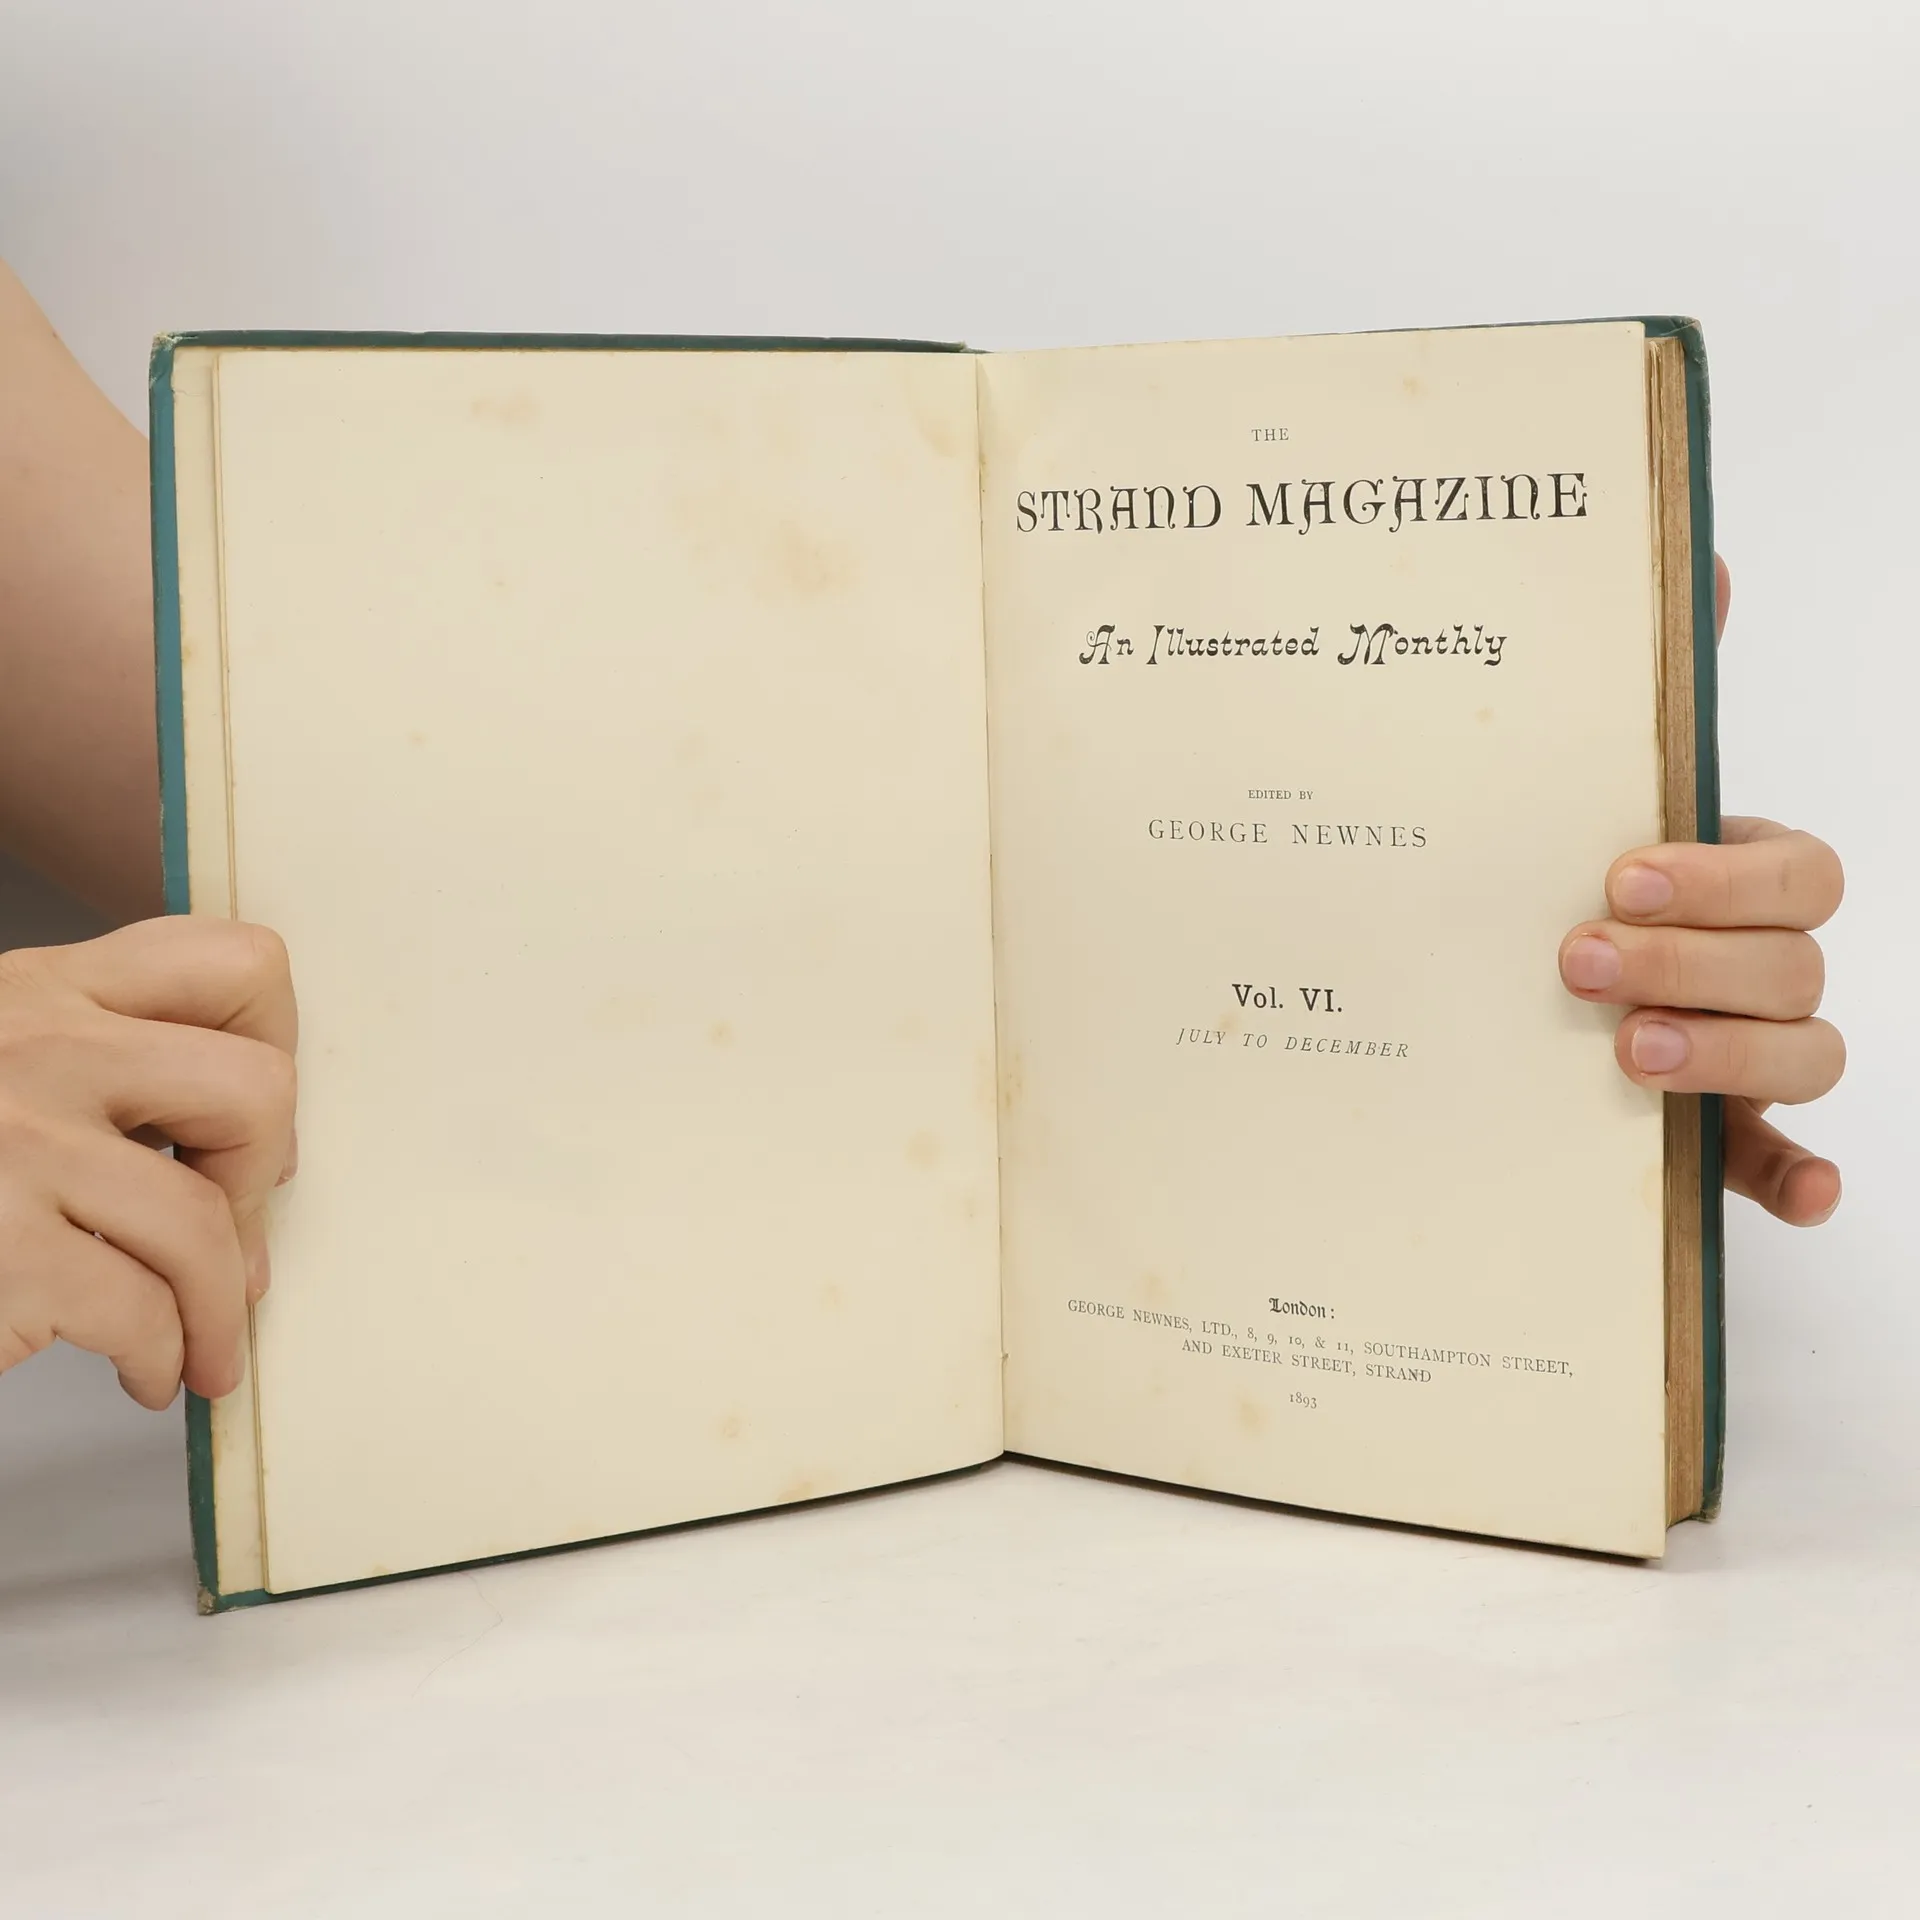 THE
STRAND MAGAZINE
An Illustrated Monthly
EDITED BY
GEORGE NEWNES
Vol. VI.
JULY TO DECEMBER
London:
GEORGE NEWNES, LTD., 8, 9, 10, & 11, SOUTHAMPTON STREET,
AND EXETER STREET, STRAND
1893